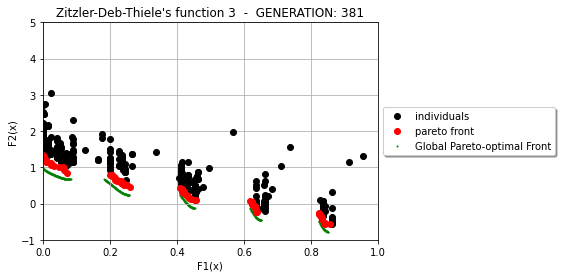 Zitzler-Deb-Thiele's function 3  -  GENERATION: 381
5
4
3
2
1
0
−1
F2(x)
0.0 0.2 0.4 0.6 0.8 1.0
F1(x)
individuals
pareto front
Global Pareto-optimal Front